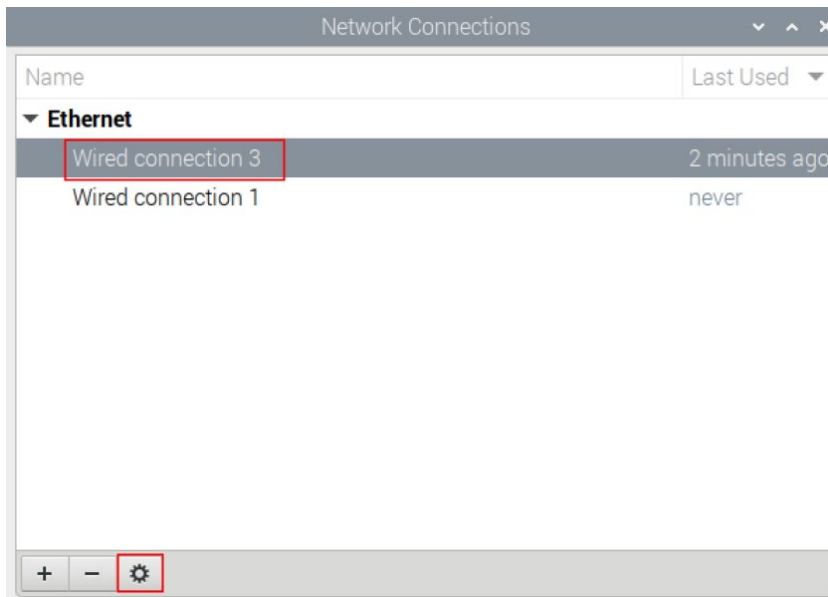 Network Connections
Name Last Used
Ethernet
Wired connection 3 2 minutes ago
Wired connection 1 never